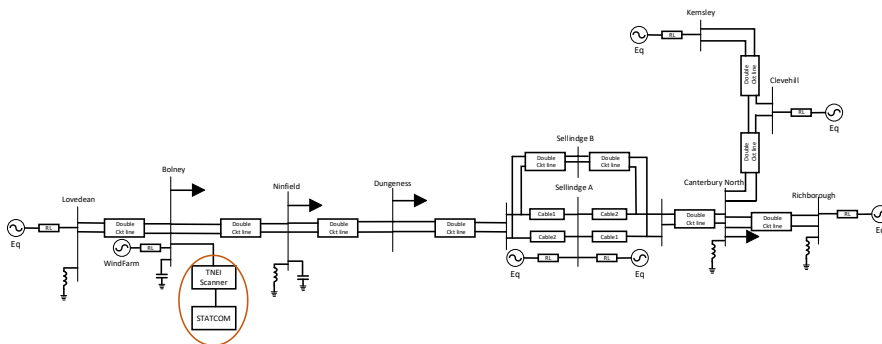 Kemsley
RL
Eq
Double
Ckt line
Clevehill
RL
Eq
Double
Ckt line
Sellindge B
Double
Ckt line
Double
Ckt line
Bolney
Ninfield
Dungeness
Sellindge A
Canterbury North
Richborough
Lovedean
Cable1
Cable2
RL
Eq
Double
Ckt line
Double
Ckt line
Double
Ckt line
Double
Ckt line
Double
Ckt line
Double
Ckt line
RL
Eq
Cable2
Cable1
RL
WindFarm
Eq
RL
RL
Eq
TNEI
Scanner
STATCOM